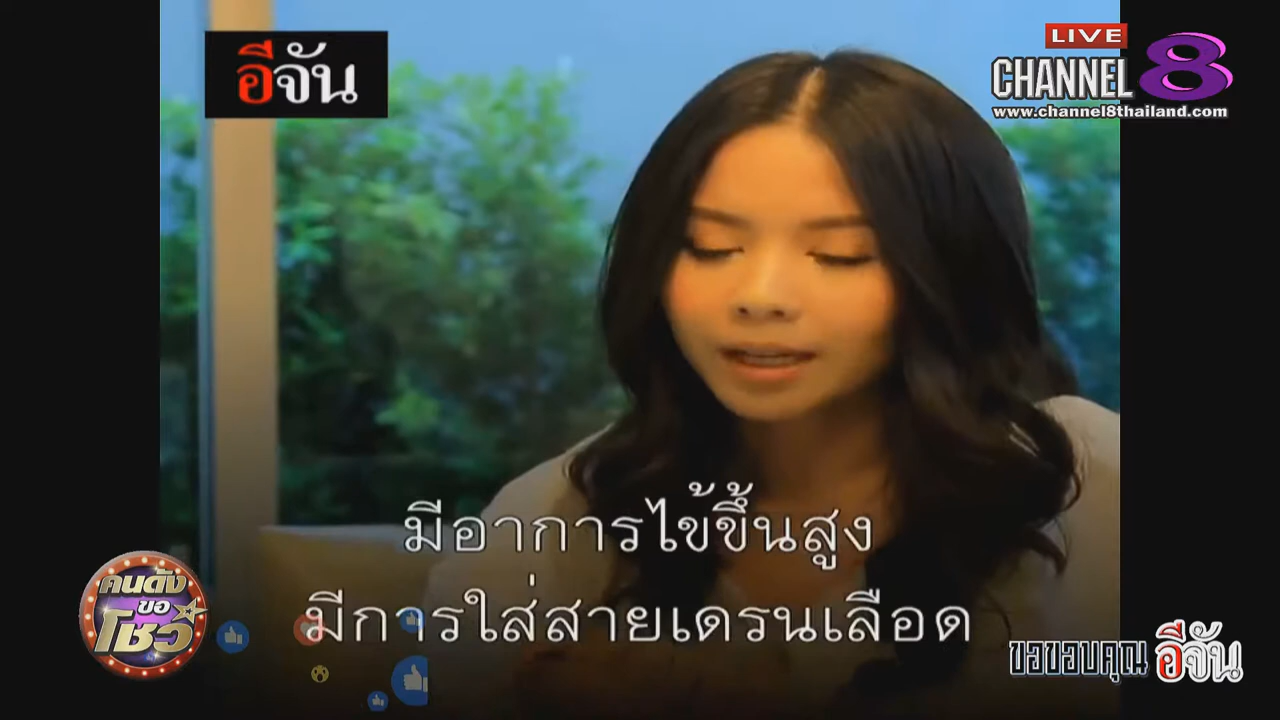 อีจัน
LIVE
CHANNEL 8
www.channel8thailand.com
มีอาการไข้ขึ้นสูง
มีการใส่สายเดรนเลือด
คนดัง
ขอ
โชว์
ขอขอบคุณ อีจัน